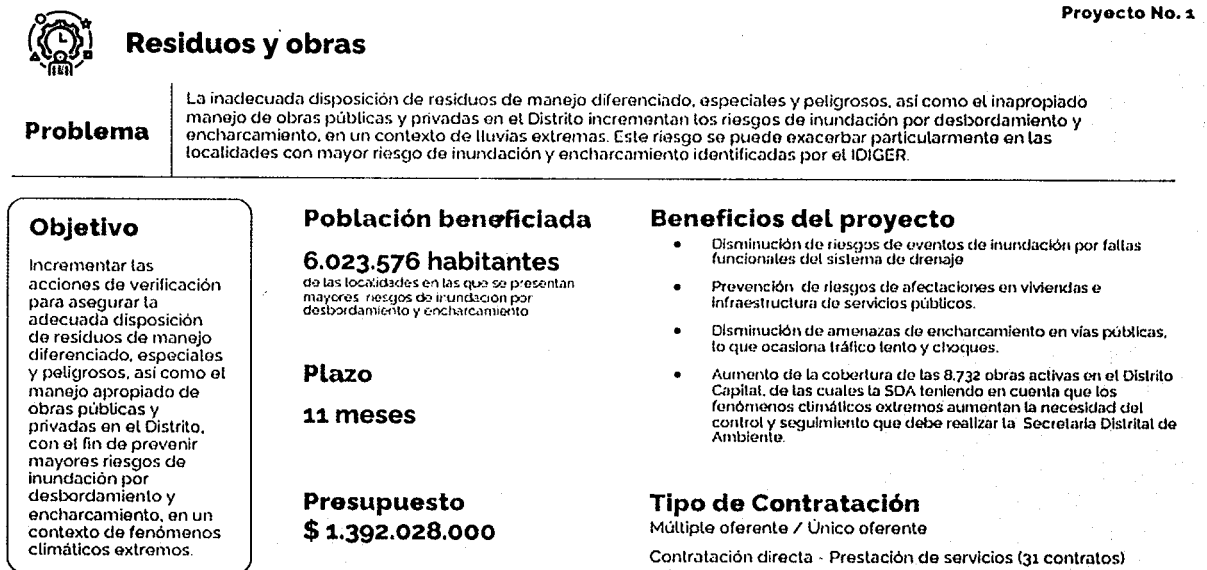 Proyecto No. 1
Residuos y obras
Problema
La inadecuada disposición de residuos de manejo diferenciado, especiales y peligrosos, así como el inapropiado
manejo de obras públicas y privadas en el Distrito incrementan los riesgos de inundación por desbordamiento y
encharcamiento, en un contexto de lluvias extremas. Este riesgo se puede exacerbar particularmente en las
localidades con mayor riesgo de inundación y encharcamiento identificadas por el IDIGER.
Objetivo
Incrementar las
acciones de verificación
para asegurar la
adecuada disposición
de residuos de manejo
diferenciado, especiales
y peligrosos, así como el
manejo apropiado de
obras públicas y
privadas en el Distrito,
con el fin de prevenir
mayores riesgos de
inundación por
desbordamiento y
encharcamiento, en un
contexto de fenómenos
climáticos extremos.
Población beneficiada
6.023.576 habitantes
de las localidades en las que se presentan
mayores riesgos de inundación por
desbordamiento y encharcamiento
Plazo
11 meses
Presupuesto
$ 1.392.028.000
Beneficios del proyecto
• Disminución de riesgos de eventos de inundación por fallas
funcionales del sistema de drenaje
• Prevención de riesgos de afectaciones en viviendas e
infraestructura de servicios públicos.
• Disminución de amenazas de encharcamiento en vías públicas,
lo que ocasiona tráfico lento y choques.
• Aumento de la cobertura de las 8.732 obras activas en el Distrito
Capital, de las cuales la SDA teniendo en cuenta que los
fenómenos climáticos extremos aumentan la necesidad del
control y seguimiento que debe realizar la Secretaría Distrital de
Ambiente.
Tipo de Contratación
Múltiple oferente / Único oferente
Contratación directa - Prestación de servicios (31 contratos)